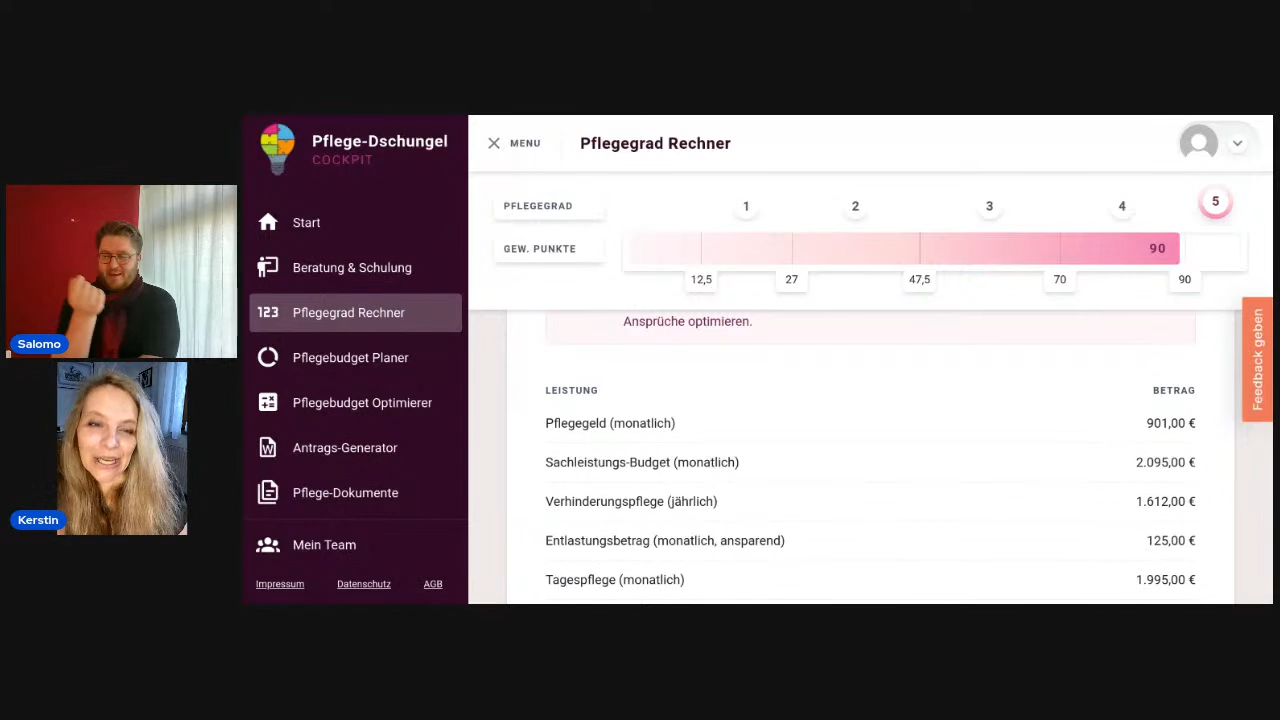 Salomo
Kerstin
Pflege-Dschungel
COCKPIT
Start
Beratung & Schulung
123 Pflegegrad Rechner
Pflegebudget Planer
Pflegebudget Optimierer
Antrags-Generator
Pflege-Dokumente
Mein Team
Impressum Datenschutz AGB
MENU Pflegegrad Rechner
PFLEGEGRAD 1 2 3 4 5
GEW. PUNKTE 90
12,5 27 47,5 70 90
Ansprüche optimieren.
LEISTUNG BETRAG
Pflegegeld (monatlich) 901,00 €
Sachleistungs-Budget (monatlich) 2.095,00 €
Verhinderungspflege (jährlich) 1.612,00 €
Entlastungsbetrag (monatlich, ansparend) 125,00 €
Tagespflege (monatlich) 1.995,00 €
Feedback geben